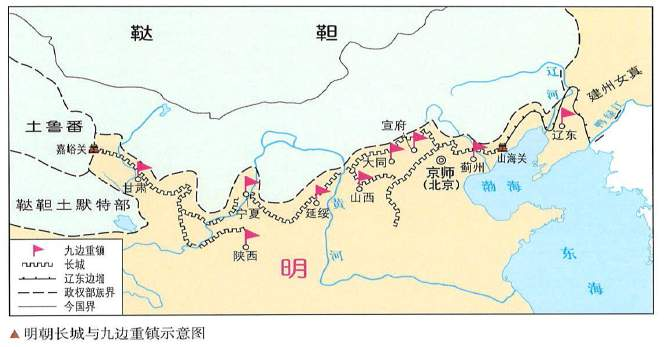 鞑靼
土鲁番
嘉峪关
甘肃
鞑靼土默特部
宁夏
陕西
延绥
黄河
山西
大同
宣府
京师
(北京)
蓟州
山海关
辽河
辽东
建州女真
鸭绿江
渤海
东海
明
九边重镇
长城
辽东边墙
政权部族界
今国界
▲明朝长城与九边重镇示意图